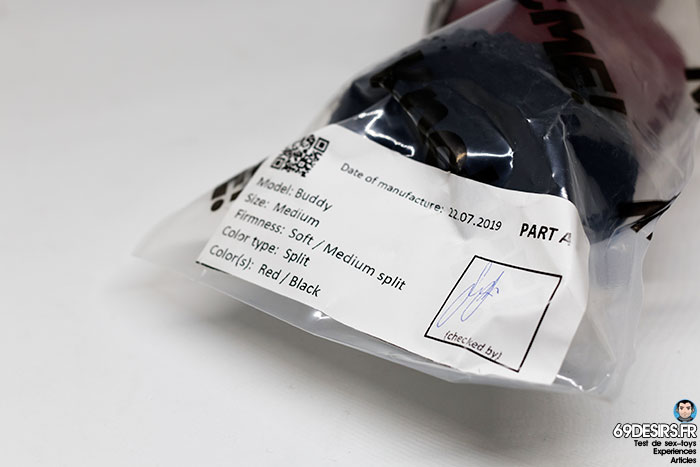 Date of manufacture: 12.07.2019
PART A
Model: Buddy
Size: Medium
Firmness: Soft / Medium split
Color type: Split
Color(s): Red / Black
(checked by)
69DESIRS.FR
Test de sex-toys
Experiences
Articles